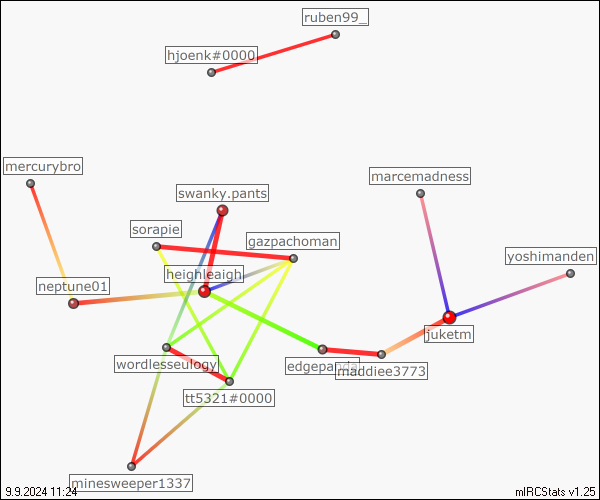 ruben99_
hjoenk#0000
mercurybro
marcemadness
swanky.pants
sorapie
gazpachoman
yoshimanden
heighleaigh
neptune01
juketm
wordlesseulogy
edgepanda
maddiee3773
tt5321#0000
minesweeper1337
9.9.2024 11:24
mIRCStats v1.25